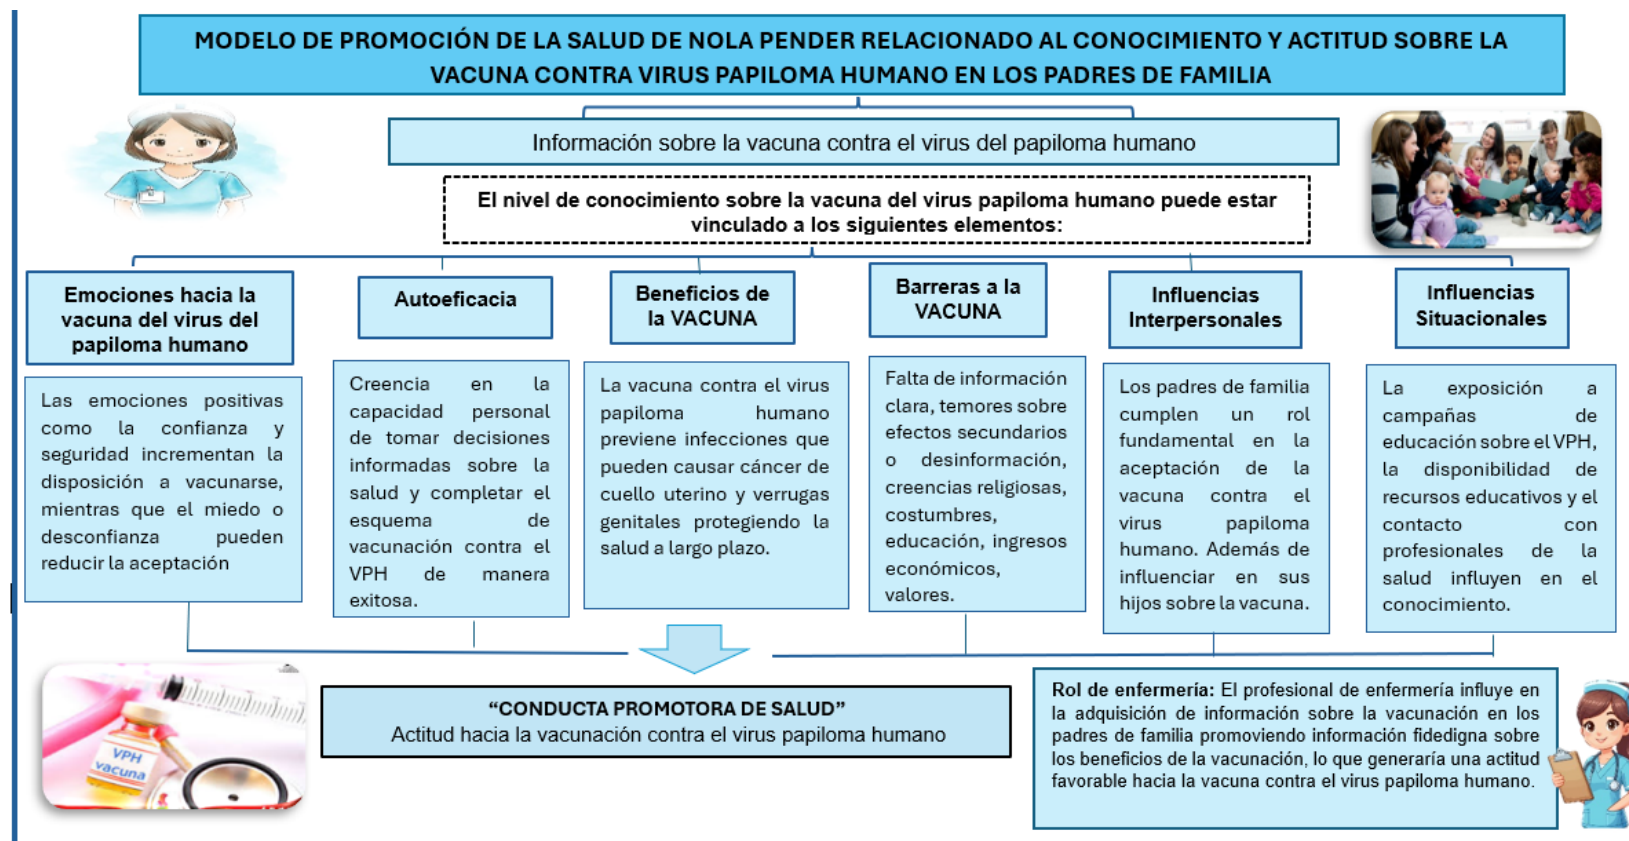 MODELO DE PROMOCIÓN DE LA SALUD DE NOLA PENDER RELACIONADO AL CONOCIMIENTO Y ACTITUD SOBRE LA
VACUNA CONTRA VIRUS PAPILOMA HUMANO EN LOS PADRES DE FAMILIA
Información sobre la vacuna contra el virus del papiloma humano
El nivel de conocimiento sobre la vacuna del virus papiloma humano puede estar
vinculado a los siguientes elementos:
Emociones hacia la
vacuna del virus del
papiloma humano
Las emociones positivas
como la confianza y
seguridad incrementan la
disposición a vacunarse,
mientras que el miedo o
desconfianza pueden
reducir la aceptación
Autoeficacia
Creencia en la
capacidad personal
de tomar decisiones
informadas sobre la
salud y completar el
esquema de
vacunación contra el
VPH de manera
exitosa.
Beneficios de
la VACUNA
La vacuna contra el virus
papiloma humano
previene infecciones que
pueden causar cáncer de
cuello uterino y verrugas
genitales protegiendo la
salud a largo plazo.
Barreras a la
VACUNA
Falta de información
clara, temores sobre
efectos secundarios
o desinformación,
creencias religiosas,
costumbres,
educación, ingresos
económicos,
valores.
Influencias
Interpersonales
Los padres de familia
cumplen un rol
fundamental en la
aceptación de la
vacuna contra el
virus papiloma
humano. Además de
influenciar en sus
hijos sobre la vacuna.
Influencias
Situacionales
La exposición a
campañas de
educación sobre el VPH,
la disponibilidad de
recursos educativos y el
contacto con
profesionales de la
salud influyen en el
conocimiento.
VPH
vacuna
“CONDUCTA PROMOTORA DE SALUD”
Actitud hacia la vacunación contra el virus papiloma humano
Rol de enfermería: El profesional de enfermería influye en
la adquisición de información sobre la vacunación en los
padres de familia promoviendo información fidedigna sobre
los beneficios de la vacunación, lo que generaría una actitud
favorable hacia la vacuna contra el virus papiloma humano.